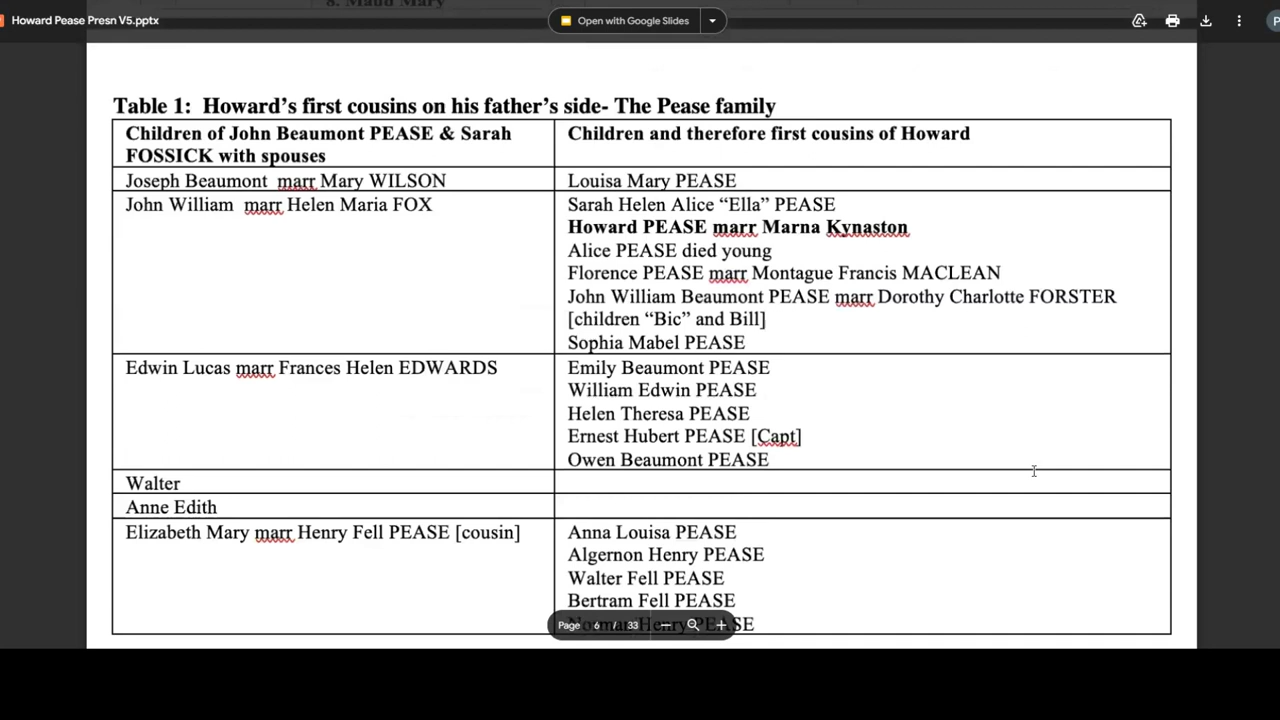 8. Maud Mary
Howard Pease Presn V5.pptx
Open with Google Slides
Table 1: Howard's first cousins on his father's side- The Pease family
Children of John Beaumont PEASE & Sarah
FOSSICK with spouses
Children and therefore first cousins of Howard
Joseph Beaumont marr Mary WILSON
Louisa Mary PEASE
John William marr Helen Maria FOX
Sarah Helen Alice “Ella” PEASE
Howard PEASE marr Marna Kynaston
Alice PEASE died young
Florence PEASE marr Montague Francis MACLEAN
John William Beaumont PEASE marr Dorothy Charlotte FORSTER
[children “Bic” and Bill]
Sophia Mabel PEASE
Edwin Lucas marr Frances Helen EDWARDS
Emily Beaumont PEASE
William Edwin PEASE
Helen Theresa PEASE
Ernest Hubert PEASE [Capt]
Owen Beaumont PEASE
Walter
Anne Edith
Elizabeth Mary marr Henry Fell PEASE [cousin]
Anna Louisa PEASE
Algernon Henry PEASE
Walter Fell PEASE
Bertram Fell PEASE
Norman Henry PEASE
Page 6 / 33